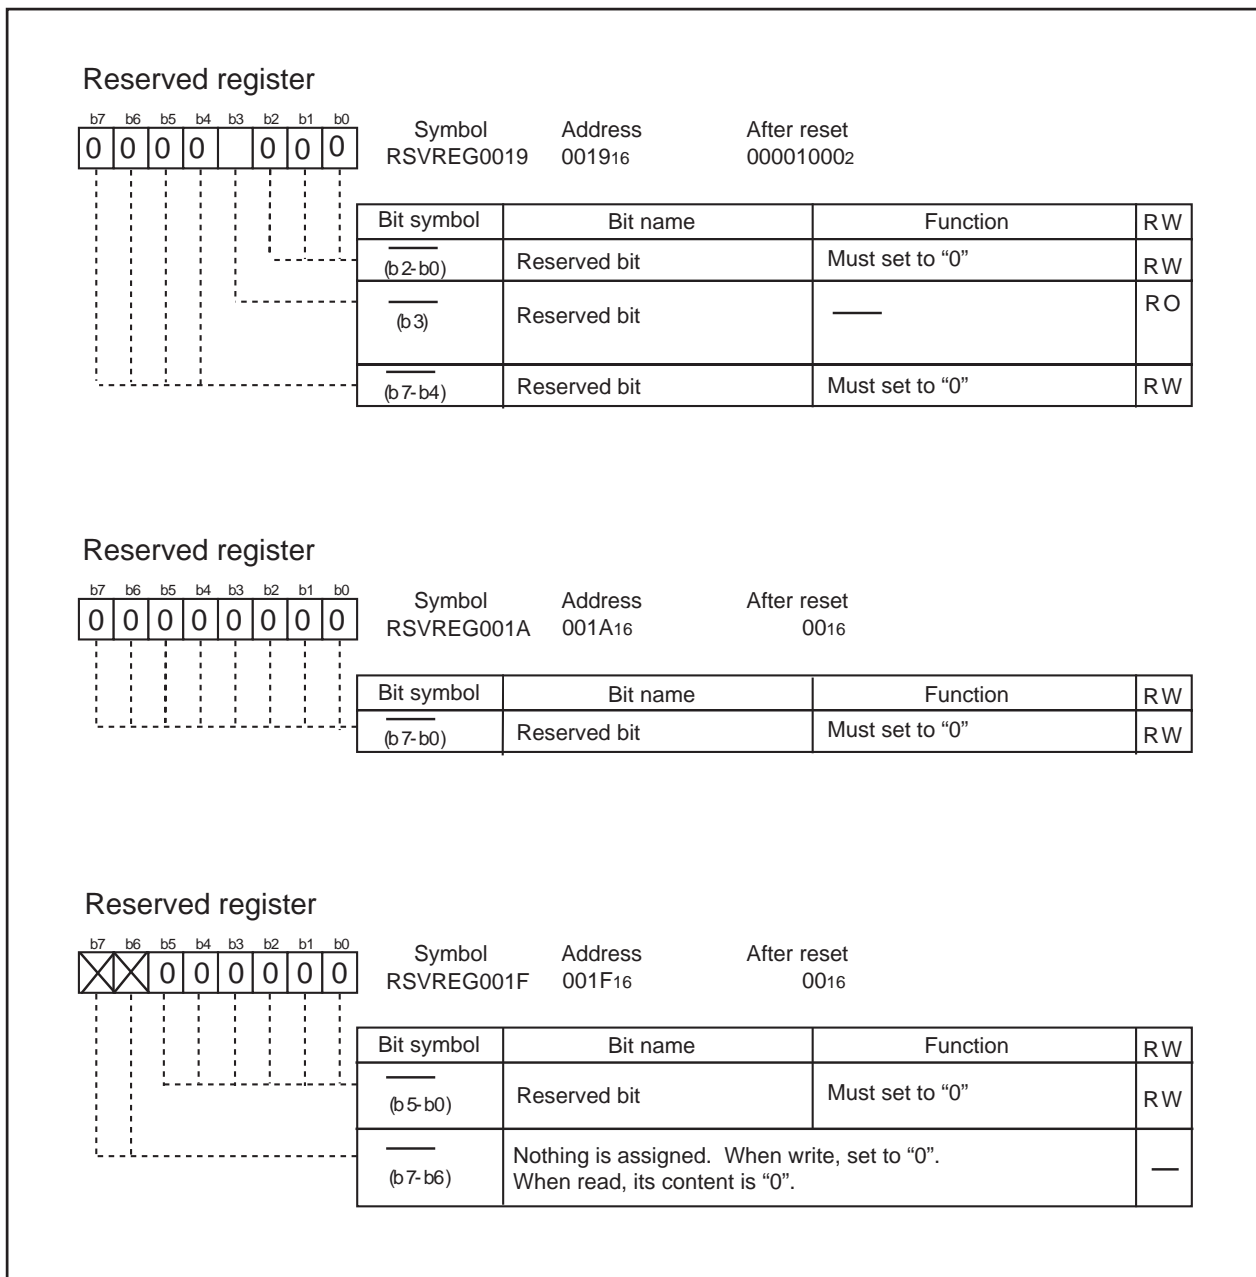 Reserved register
b7 b6 b5 b4 b3 b2 b1 b0
0 0 0 0 0 0 0
Symbol Address After reset
RSVREG0019 001916 000010002
Bit symbol Bit name Function RW
(b2-b0) Reserved bit Must set to “0” RW
(b3) Reserved bit — RO
(b7-b4) Reserved bit Must set to “0” RW
Reserved register
b7 b6 b5 b4 b3 b2 b1 b0
0 0 0 0 0 0 0 0
Symbol Address After reset
RSVREG001A 001A16 0016
Bit symbol Bit name Function RW
(b7-b0) Reserved bit Must set to “0” RW
Reserved register
b7 b6 b5 b4 b3 b2 b1 b0
0 0 0 0 0 0
Symbol Address After reset
RSVREG001F 001F16 0016
Bit symbol Bit name Function RW
(b5-b0) Reserved bit Must set to “0” RW
(b7-b6) Nothing is assigned. When write, set to “0”. —
When read, its content is “0”.